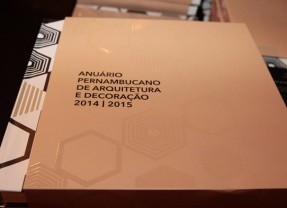 ANUÁRIO
PERNAMBUCANO
DE ARQUITETURA
E DECORAÇÃO
2014 | 2015